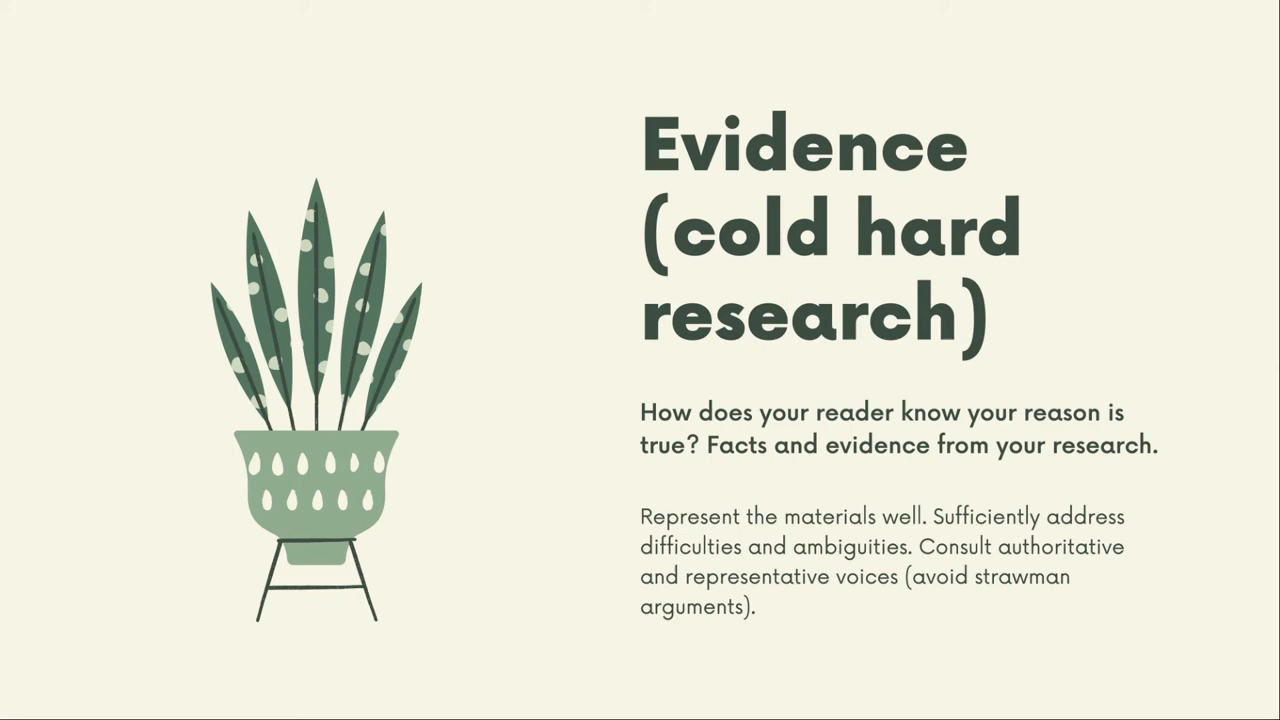 Evidence
(cold hard
research)
How does your reader know your reason is
true? Facts and evidence from your research.
Represent the materials well. Sufficiently address
difficulties and ambiguities. Consult authoritative
and representative voices (avoid strawman
arguments).